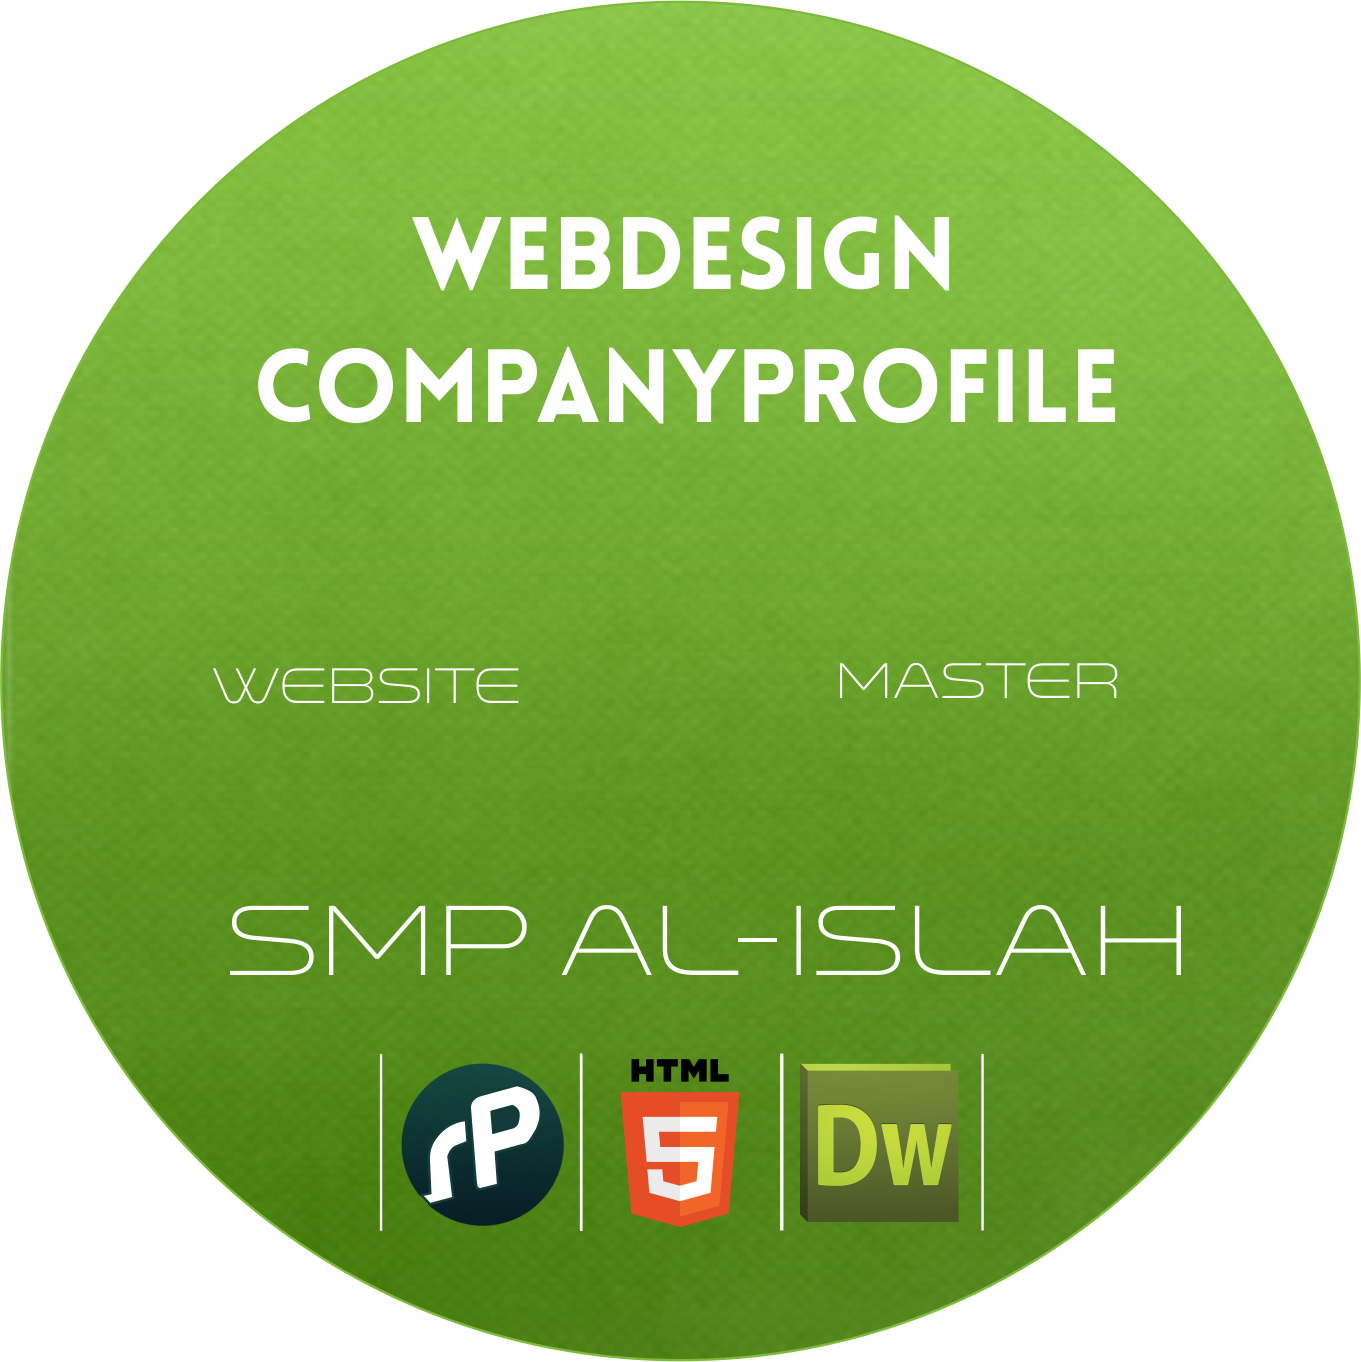 WEBDESIGN
COMPANYPROFILE
WEBSITE MASTER
SMP AL-ISLAH
rP
HTML
5
Dw